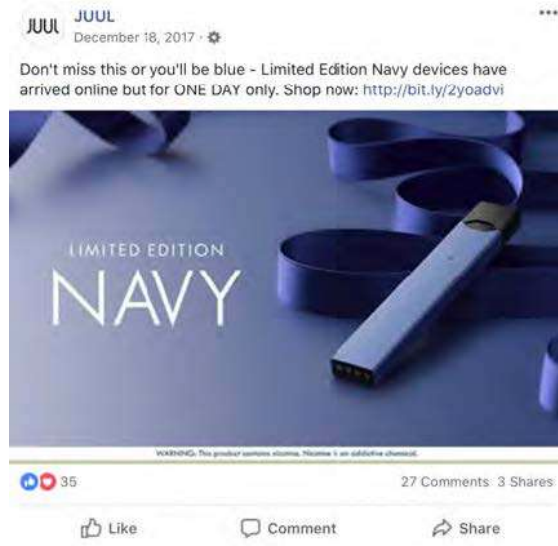 JUUL
JUUL
December 18, 2017 ·
Don't miss this or you'll be blue - Limited Edition Navy devices have
arrived online but for ONE DAY only. Shop now: http://bit.ly/2yoadvi
LIMITED EDITION
NAVY
WARNING: This product contains nicotine. Nicotine is an addictive chemical.
35
27 Comments 3 Shares
Like Comment Share